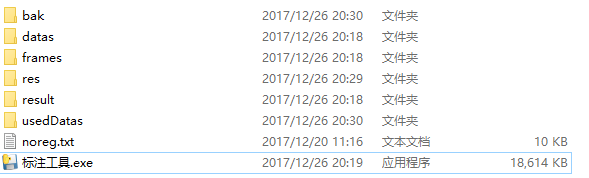 bak 2017/12/26 20:30 文件夹
datas 2017/12/26 20:18 文件夹
frames 2017/12/26 20:18 文件夹
res 2017/12/26 20:29 文件夹
result 2017/12/26 20:18 文件夹
usedDatas 2017/12/26 20:30 文件夹
noreg.txt 2017/12/20 11:16 文本文档 10 KB
标注工具.exe 2017/12/26 20:19 应用程序 18,614 KB